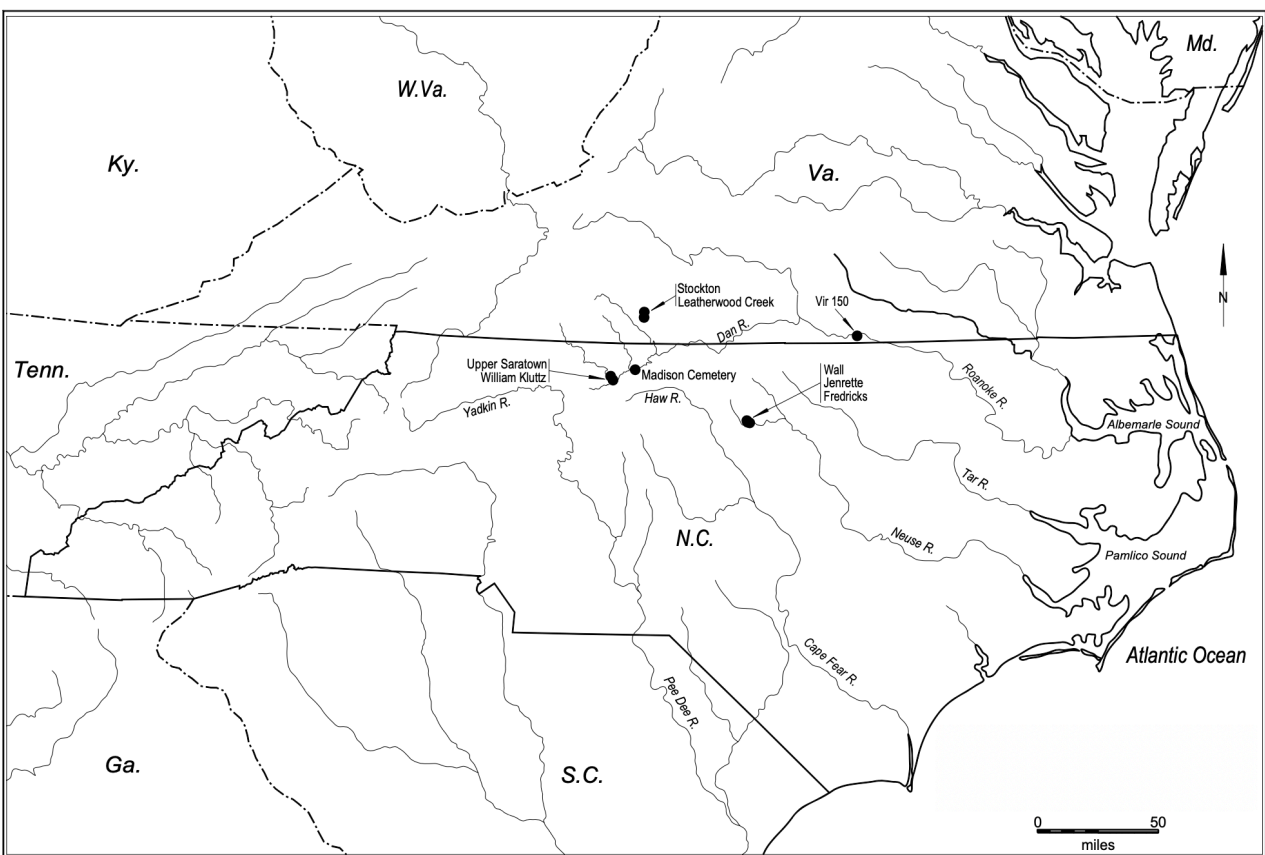 Md.
W.Va.
Ky.
Va.
N
Stockton
Leatherwood Creek
Vir 150
Dan R.
Tenn.
Upper Saratown
William Kluttz
Madison Cemetery
Wall
Jenrette
Fredricks
Roanoke R.
Yadkin R.
Haw R.
Albemarle Sound
Tar R.
N.C.
Neuse R.
Pamlico Sound
Cape Fear R.
Atlantic Ocean
Pee Dee R.
Ga.
S.C.
0 50
miles